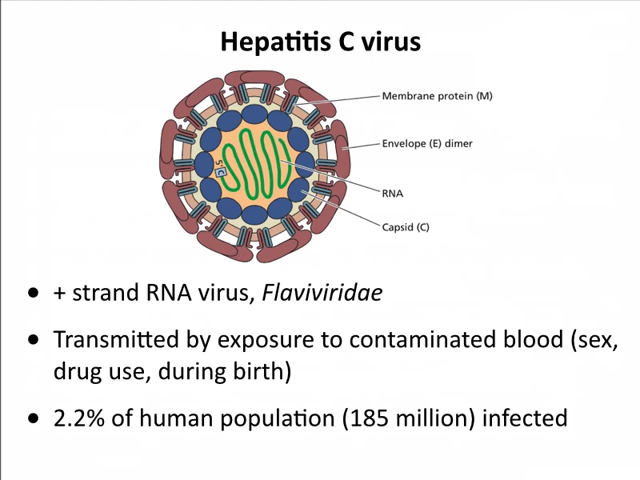 Hepatitis C virus
Membrane protein (M)
Envelope (E) dimer
RNA
Capsid (C)
5'
C
• + strand RNA virus, Flaviviridae
• Transmitted by exposure to contaminated blood (sex,
drug use, during birth)
• 2.2% of human population (185 million) infected